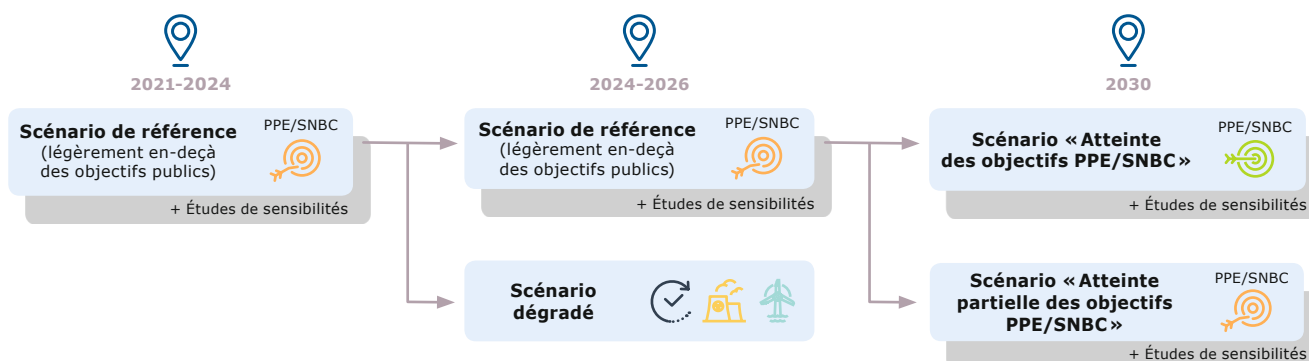 2021-2024
Scénario de référence
(légèrement en-deçà
des objectifs publics)
PPE/SNBC
+ Études de sensibilités
2024-2026
Scénario de référence
(légèrement en-deçà
des objectifs publics)
PPE/SNBC
+ Études de sensibilités
Scénario
dégradé
2030
Scénario « Atteinte
des objectifs PPE/SNBC »
PPE/SNBC
+ Études de sensibilités
Scénario « Atteinte
partielle des objectifs
PPE/SNBC »
PPE/SNBC
+ Études de sensibilités